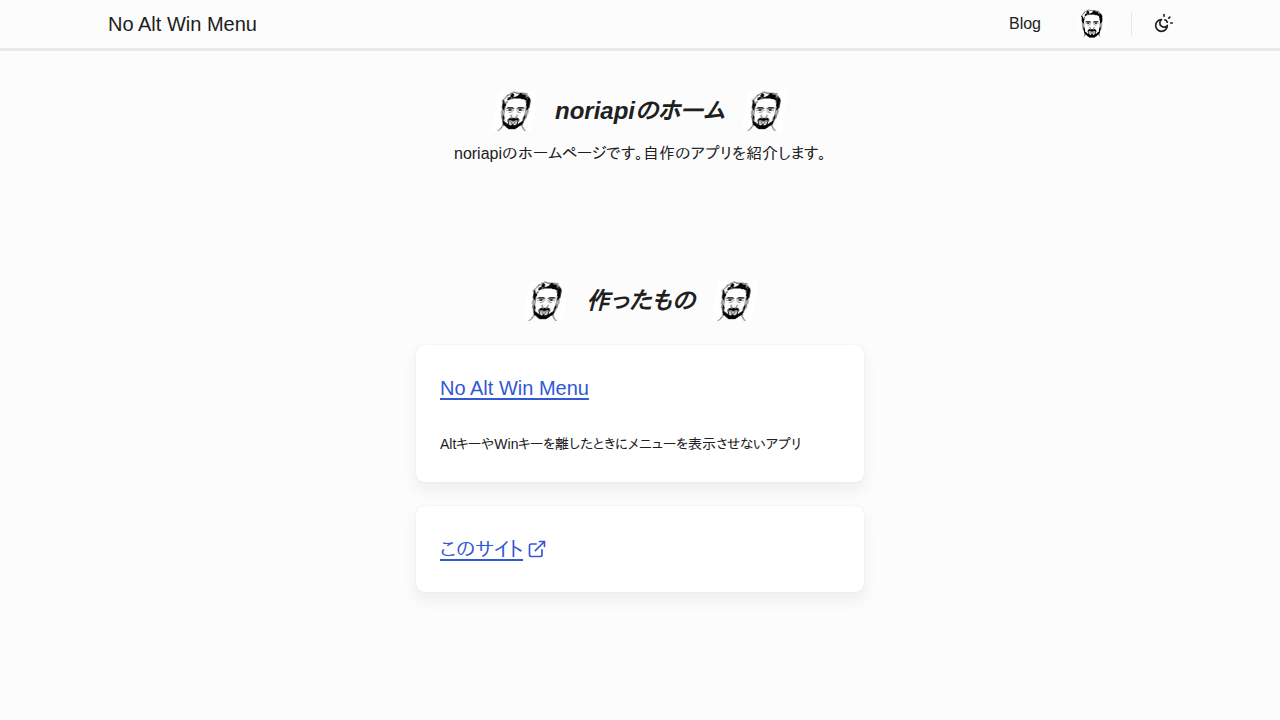 No Alt Win Menu
Blog
noriapiのホーム
noriapiのホームページです。自作のアプリを紹介します。
作ったもの
No Alt Win Menu
AltキーやWinキーを離したときにメニューを表示させないアプリ
このサイト